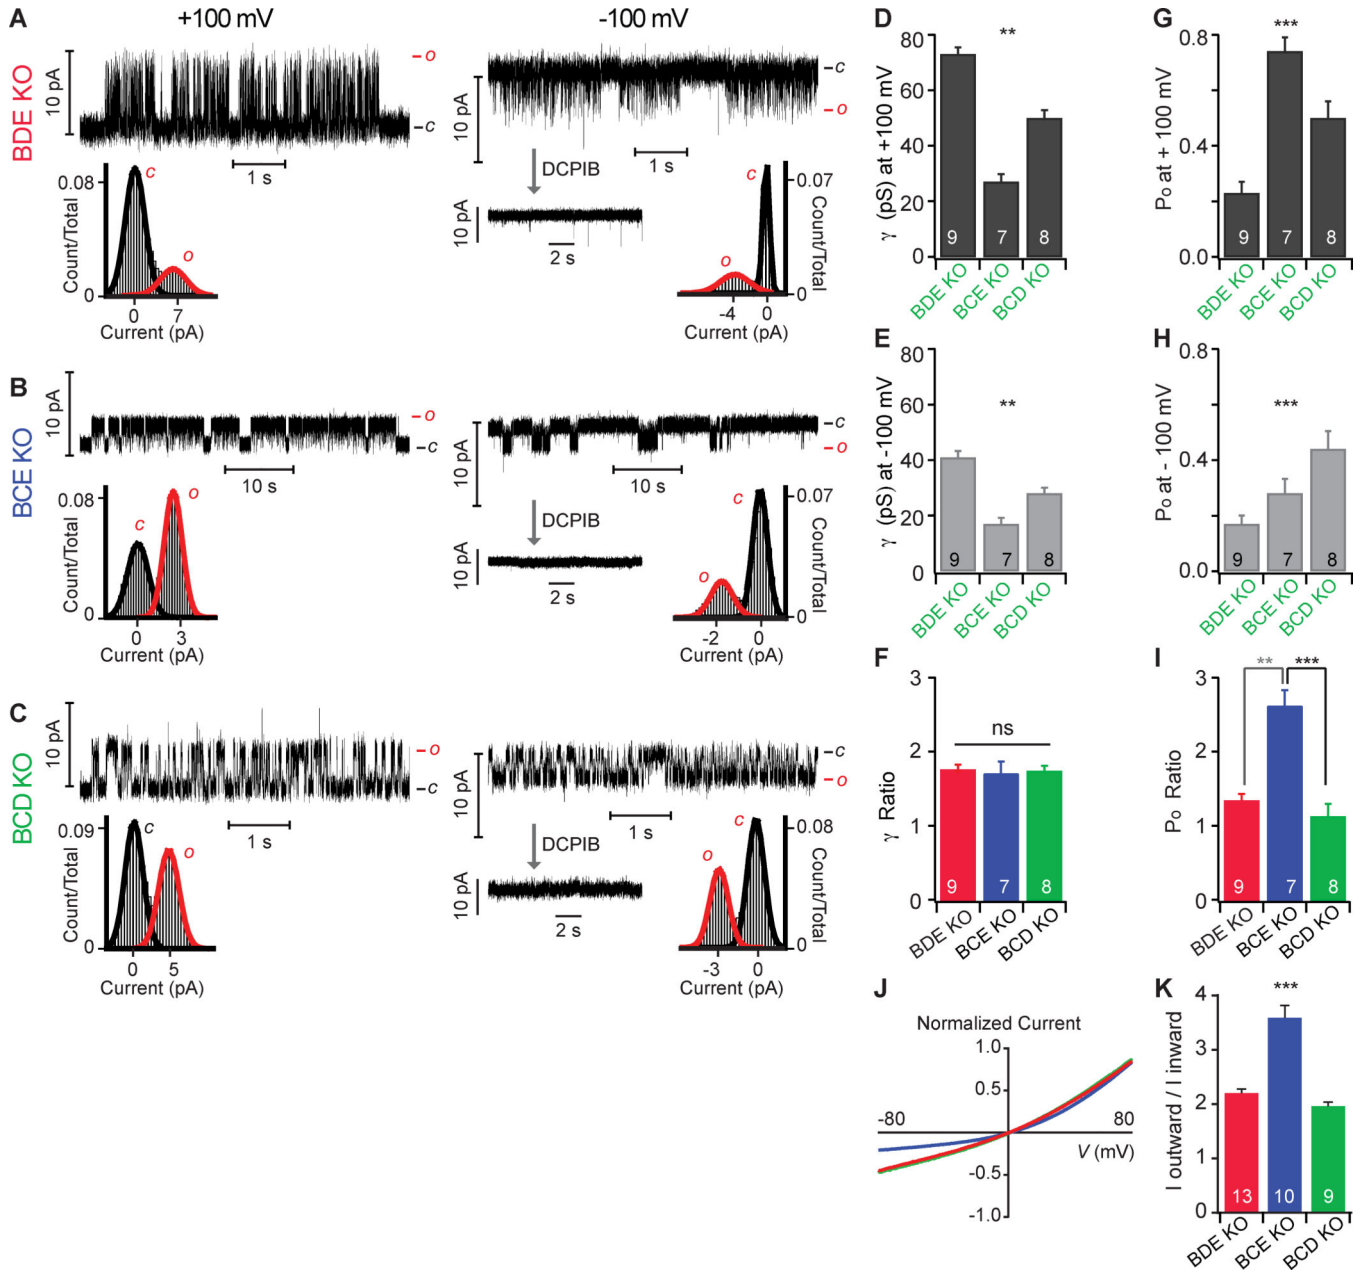 A
+100 mV
-100 mV
BDE KO
10 pA
o
c
1 s
0.08
0
Count/Total
c
o
0 7
Current (pA)
10 pA
c
o
1 s
DCPIB
10 pA
2 s
c
o
0.07
0
Count/Total
-4 0
Current (pA)
B
BCE KO
10 pA
o
c
10 s
0.08
0
Count/Total
c
o
0 3
Current (pA)
10 pA
c
o
10 s
DCPIB
10 pA
2 s
c
o
0.07
0
Count/Total
-2 0
Current (pA)
C
BCD KO
10 pA
o
c
1 s
0.09
0
Count/Total
c
o
0 5
Current (pA)
10 pA
c
o
1 s
DCPIB
10 pA
2 s
c
o
0.08
0
Count/Total
-3 0
Current (pA)
D
γ (pS) at +100 mV
80
60
40
20
0
**
9 7 8
BDE KO BCE KO BCD KO
E
γ (pS) at -100 mV
80
60
40
20
0
**
9 7 8
BDE KO BCE KO BCD KO
F
γ Ratio
3
2
1
0
ns
9 7 8
BDE KO BCE KO BCD KO
G
Po at + 100 mV
0.8
0.4
0.0
***
9 7 8
BDE KO BCE KO BCD KO
H
Po at - 100 mV
0.8
0.4
0.0
***
9 7 8
BDE KO BCE KO BCD KO
I
Po Ratio
3
2
1
0
** ***
9 7 8
BDE KO BCE KO BCD KO
J
Normalized Current
1.0
0.5
-80 80
V (mV)
-0.5
-1.0
K
I outward / I inward
4
3
2
1
0
***
13 10 9
BDE KO BCE KO BCD KO